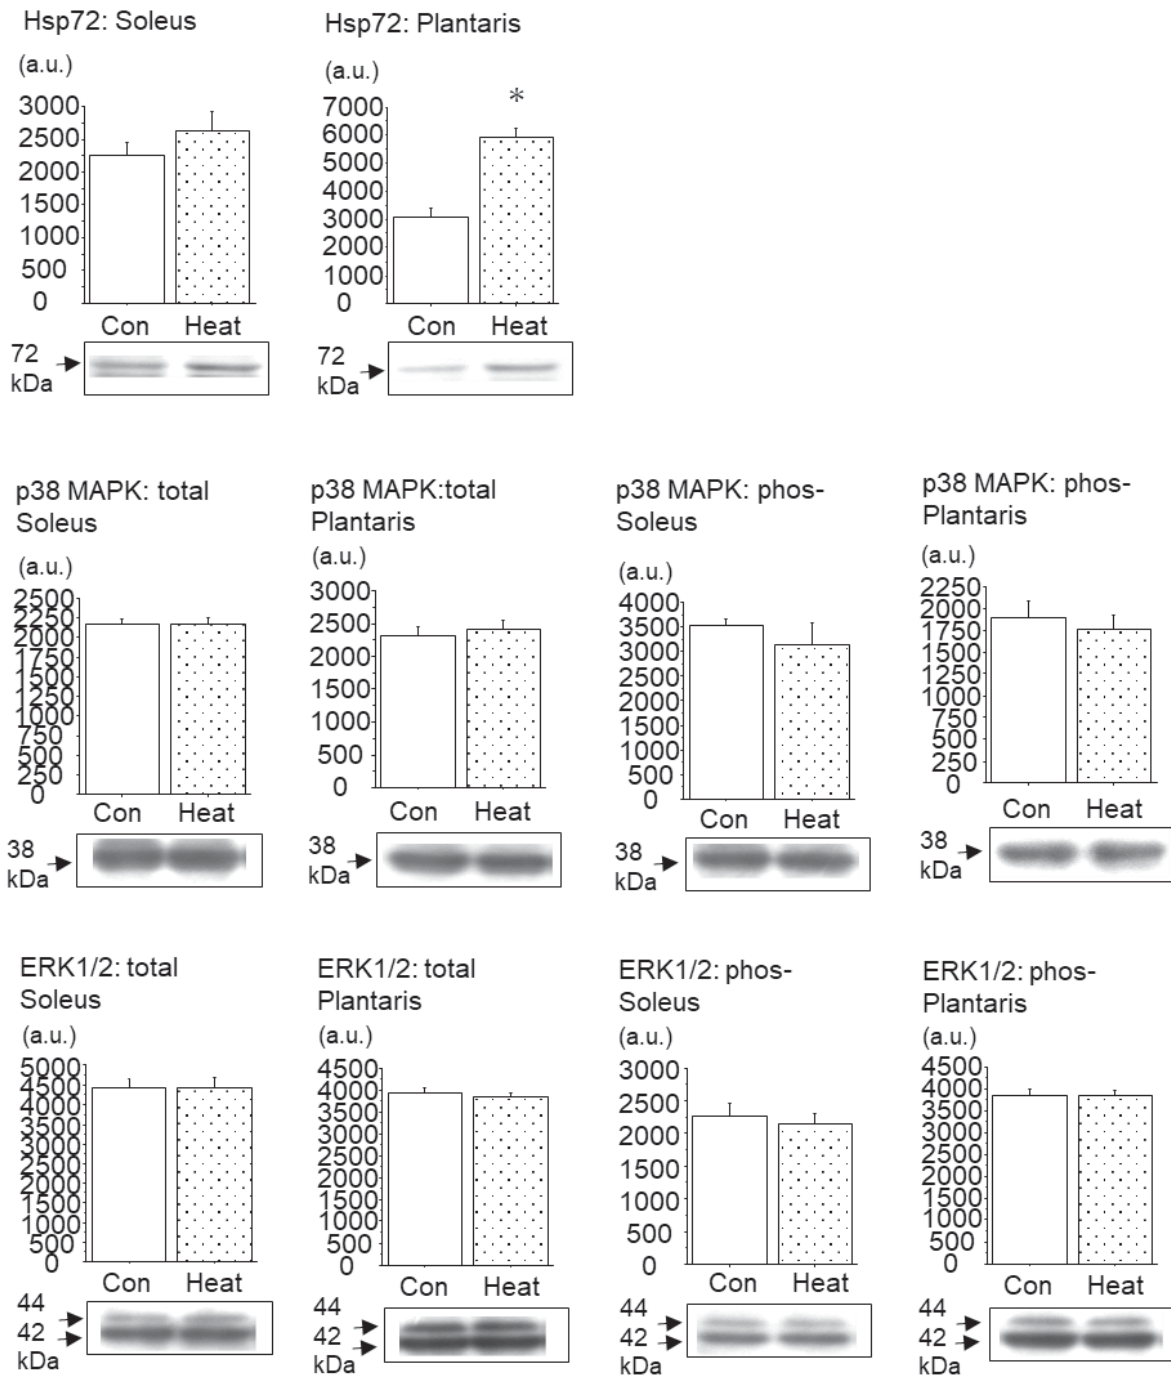 Hsp72: Soleus
(a.u.)
3000
2500
2000
1500
1000
500
0
Con Heat
72
kDa
Hsp72: Plantaris
(a.u.)
*
7000
6000
5000
4000
3000
2000
1000
0
Con Heat
72
kDa
p38 MAPK: total
Soleus
(a.u.)
2500
2250
2000
1750
1500
1250
1000
750
500
250
0
Con Heat
38
kDa
p38 MAPK:total
Plantaris
(a.u.)
3000
2500
2000
1500
1000
500
0
Con Heat
38
kDa
p38 MAPK: phos-
Soleus
(a.u.)
4000
3500
3000
2500
2000
1500
1000
500
0
Con Heat
38
kDa
p38 MAPK: phos-
Plantaris
(a.u.)
2250
2000
1750
1500
1250
1000
750
500
250
0
Con Heat
38
kDa
ERK1/2: total
Soleus
(a.u.)
5000
4500
4000
3500
3000
2500
2000
1500
1000
500
0
Con Heat
44
42
kDa
ERK1/2: total
Plantaris
(a.u.)
4500
4000
3500
3000
2500
2000
1500
1000
500
0
Con Heat
44
42
kDa
ERK1/2: phos-
Soleus
(a.u.)
3000
2500
2000
1500
1000
500
0
Con Heat
44
42
kDa
ERK1/2: phos-
Plantaris
(a.u.)
4500
4000
3500
3000
2500
2000
1500
1000
500
0
Con Heat
44
42
kDa